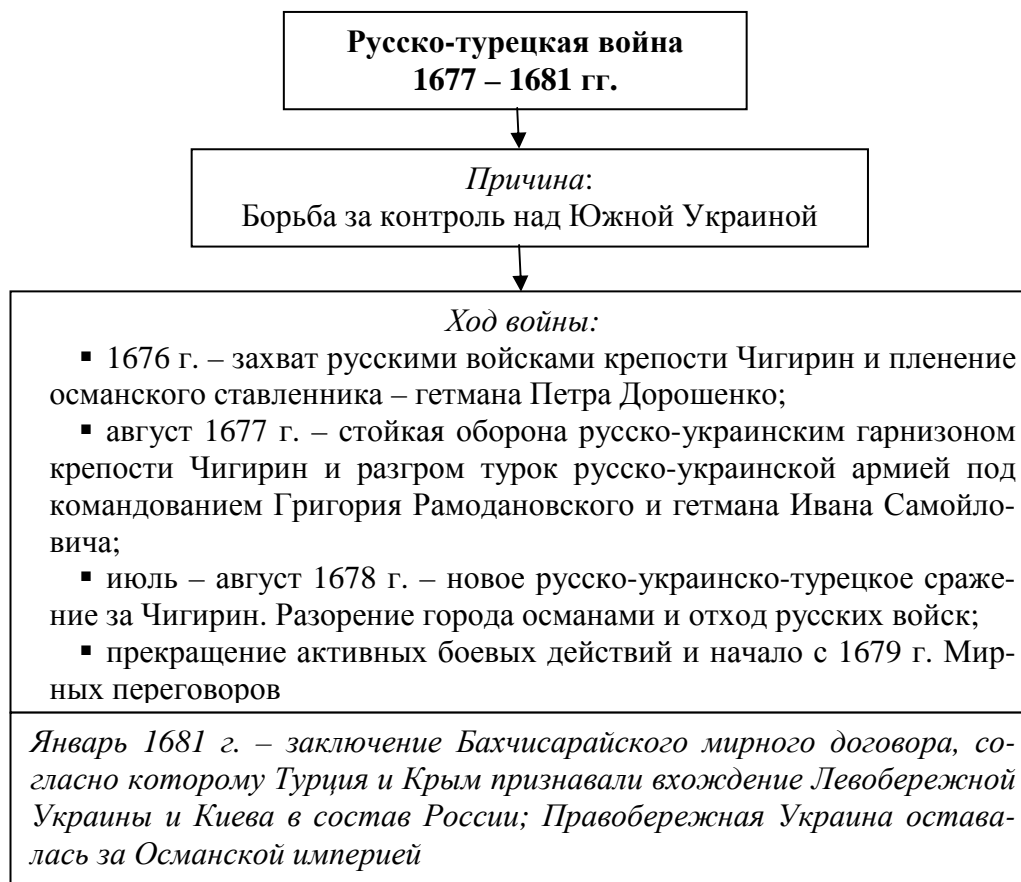 Русско-турецкая война
1677 – 1681 гг.
Причина:
Борьба за контроль над Южной Украиной
Ход войны:
▪ 1676 г. – захват русскими войсками крепости Чигирин и пленение
османского ставленника – гетмана Петра Дорошенко;
▪ август 1677 г. – стойкая оборона русско-украинским гарнизоном
крепости Чигирин и разгром турок русско-украинской армией под
командованием Григория Рамодановского и гетмана Ивана Самойло-
вича;
▪ июль – август 1678 г. – новое русско-украинско-турецкое сраже-
ние за Чигирин. Разорение города османами и отход русских войск;
▪ прекращение активных боевых действий и начало с 1679 г. Мир-
ных переговоров
Январь 1681 г. – заключение Бахчисарайского мирного договора, со-
гласно которому Турция и Крым признавали вхождение Левобережной
Украины и Киева в состав России; Правобережная Украина остава-
лась за Османской империей